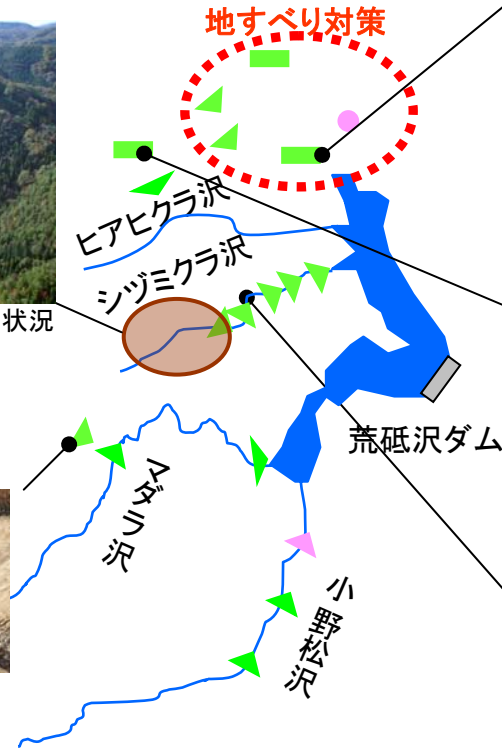 地すべり対策
ヒアヒクラ沢
シヅミクラ沢
状況
荒砥沢ダム
マダラ沢
小野松沢